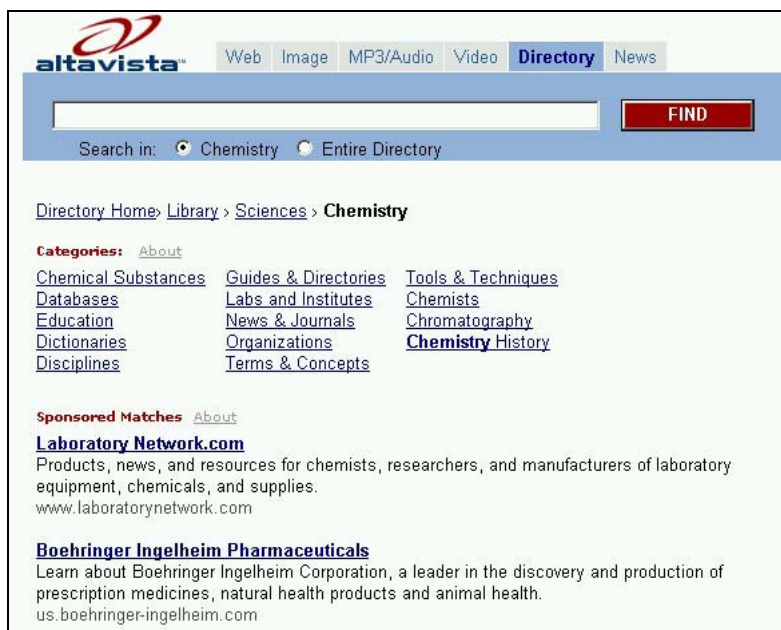 altavista™
Web Image MP3/Audio Video Directory News
FIND
Search in: Chemistry Entire Directory
Directory Home> Library > Sciences > Chemistry
Categories: About
Chemical Substances Guides & Directories Tools & Techniques
Databases Labs and Institutes Chemists
Education News & Journals Chromatography
Dictionaries Organizations Chemistry History
Disciplines Terms & Concepts
Sponsored Matches About
Laboratory Network.com
Products, news, and resources for chemists, researchers, and manufacturers of laboratory
equipment, chemicals, and supplies.
www.laboratorynetwork.com
Boehringer Ingelheim Pharmaceuticals
Learn about Boehringer Ingelheim Corporation, a leader in the discovery and production of
prescription medicines, natural health products and animal health.
us.boehringer-ingelheim.com